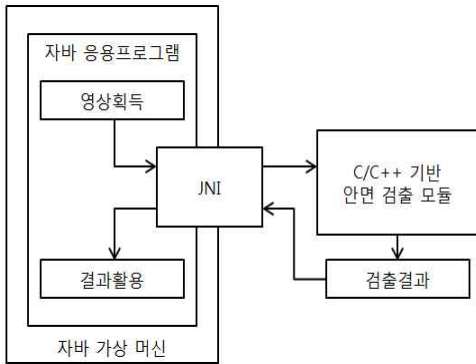 자바 응용프로그램
영상획득
JNI
C/C++ 기반
안면 검출 모듈
결과활용
검출결과
자바 가상 머신